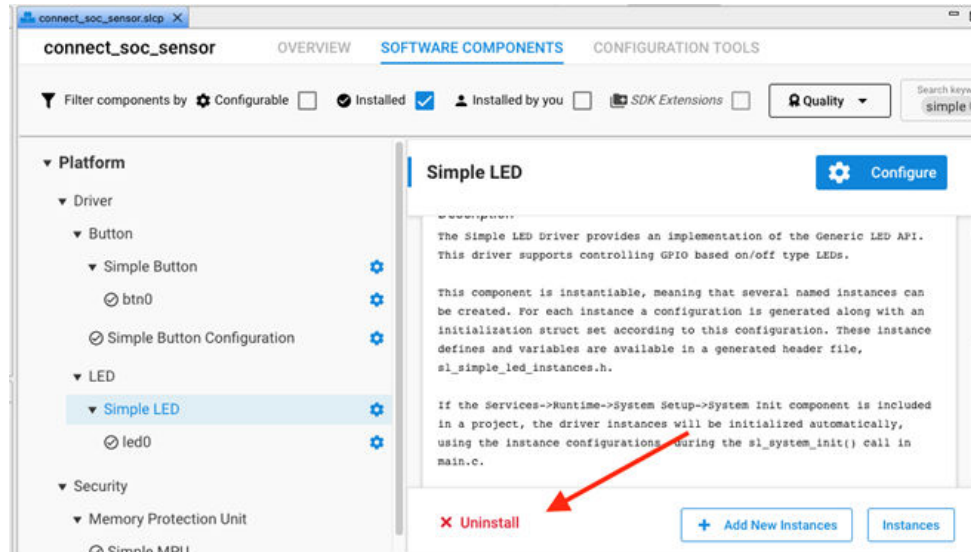 connect_soc_sensor.slcp
connect_soc_sensor OVERVIEW SOFTWARE COMPONENTS CONFIGURATION TOOLS
Filter components by Configurable Installed Installed by you SDK Extensions Quality
Search keyw
simple
Platform
Driver
Button
Simple Button
btn0
Simple Button Configuration
LED
Simple LED
led0
Security
Memory Protection Unit
Simple MPU
Simple LED
Configure
Description
The Simple LED Driver provides an implementation of the Generic LED API.
This driver supports controlling GPIO based on/off type LEDs.
This component is instantiable, meaning that several named instances can
be created. For each instance a configuration is generated along with an
initialization struct set according to this configuration. These instance
defines and variables are available in a generated header file,
sl_simple_led_instances.h.
If the Services->Runtime->System Setup->System Init component is included
in a project, the driver instances will be initialized automatically,
using the instance configurations, during the sl_system_init() call in
main.c.
Uninstall
Add New Instances
Instances